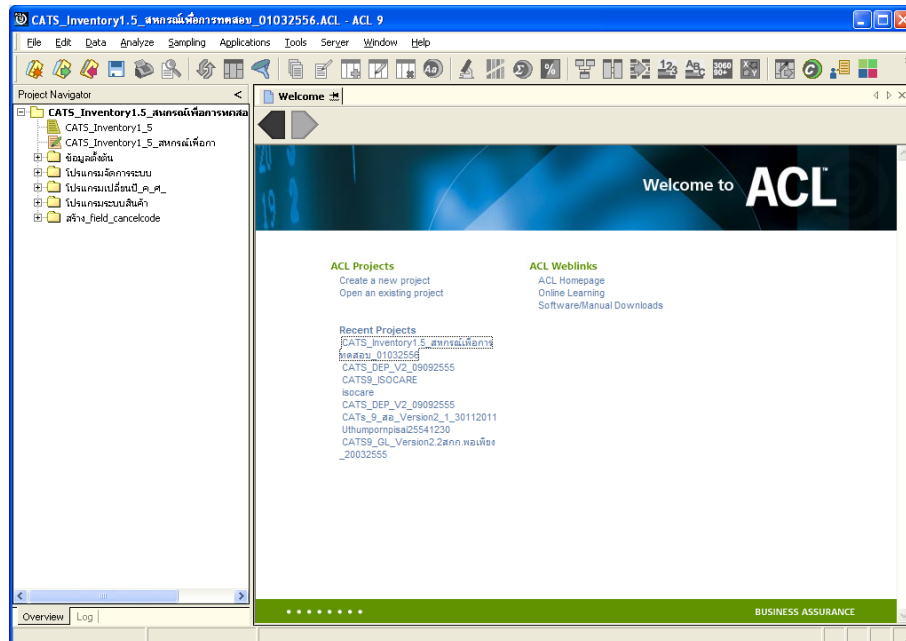 CATS_Inventory1.5_สหกรณ์เพื่อการทดสอบ_01032556.ACL - ACL 9
File Edit Data Analyze Sampling Applications Tools Server Window Help
Project Navigator <
Welcome
CATS_Inventory1.5_สหกรณ์เพื่อการทดสอ
CATS_Inventory1_5
CATS_Inventory1_5_สหกรณ์เพื่อกา
ข้อมูลตั้งต้น
โปรแกรมจัดการระบบ
โปรแกรมเปลี่ยนปี_ค_ศ_
โปรแกรมระบบสินค้า
สร้าง_field_cancelcode
Welcome to ACL™
ACL Projects
Create a new project
Open an existing project
ACL Weblinks
ACL Homepage
Online Learning
Software/Manual Downloads
Recent Projects
CATS_Inventory1.5_สหกรณ์เพื่อการ
ทดสอบ_01032556
CATS_DEP_V2_09092555
CATS9_ISOCARE
isocare
CATS_DEP_V2_09092555
CATs_9_สอ_Version2_1_30112011
Uthumpornpisai25541230
CATS9_GL_Version2.2สกก.พอเพียง
_20032555
Overview Log
BUSINESS ASSURANCE